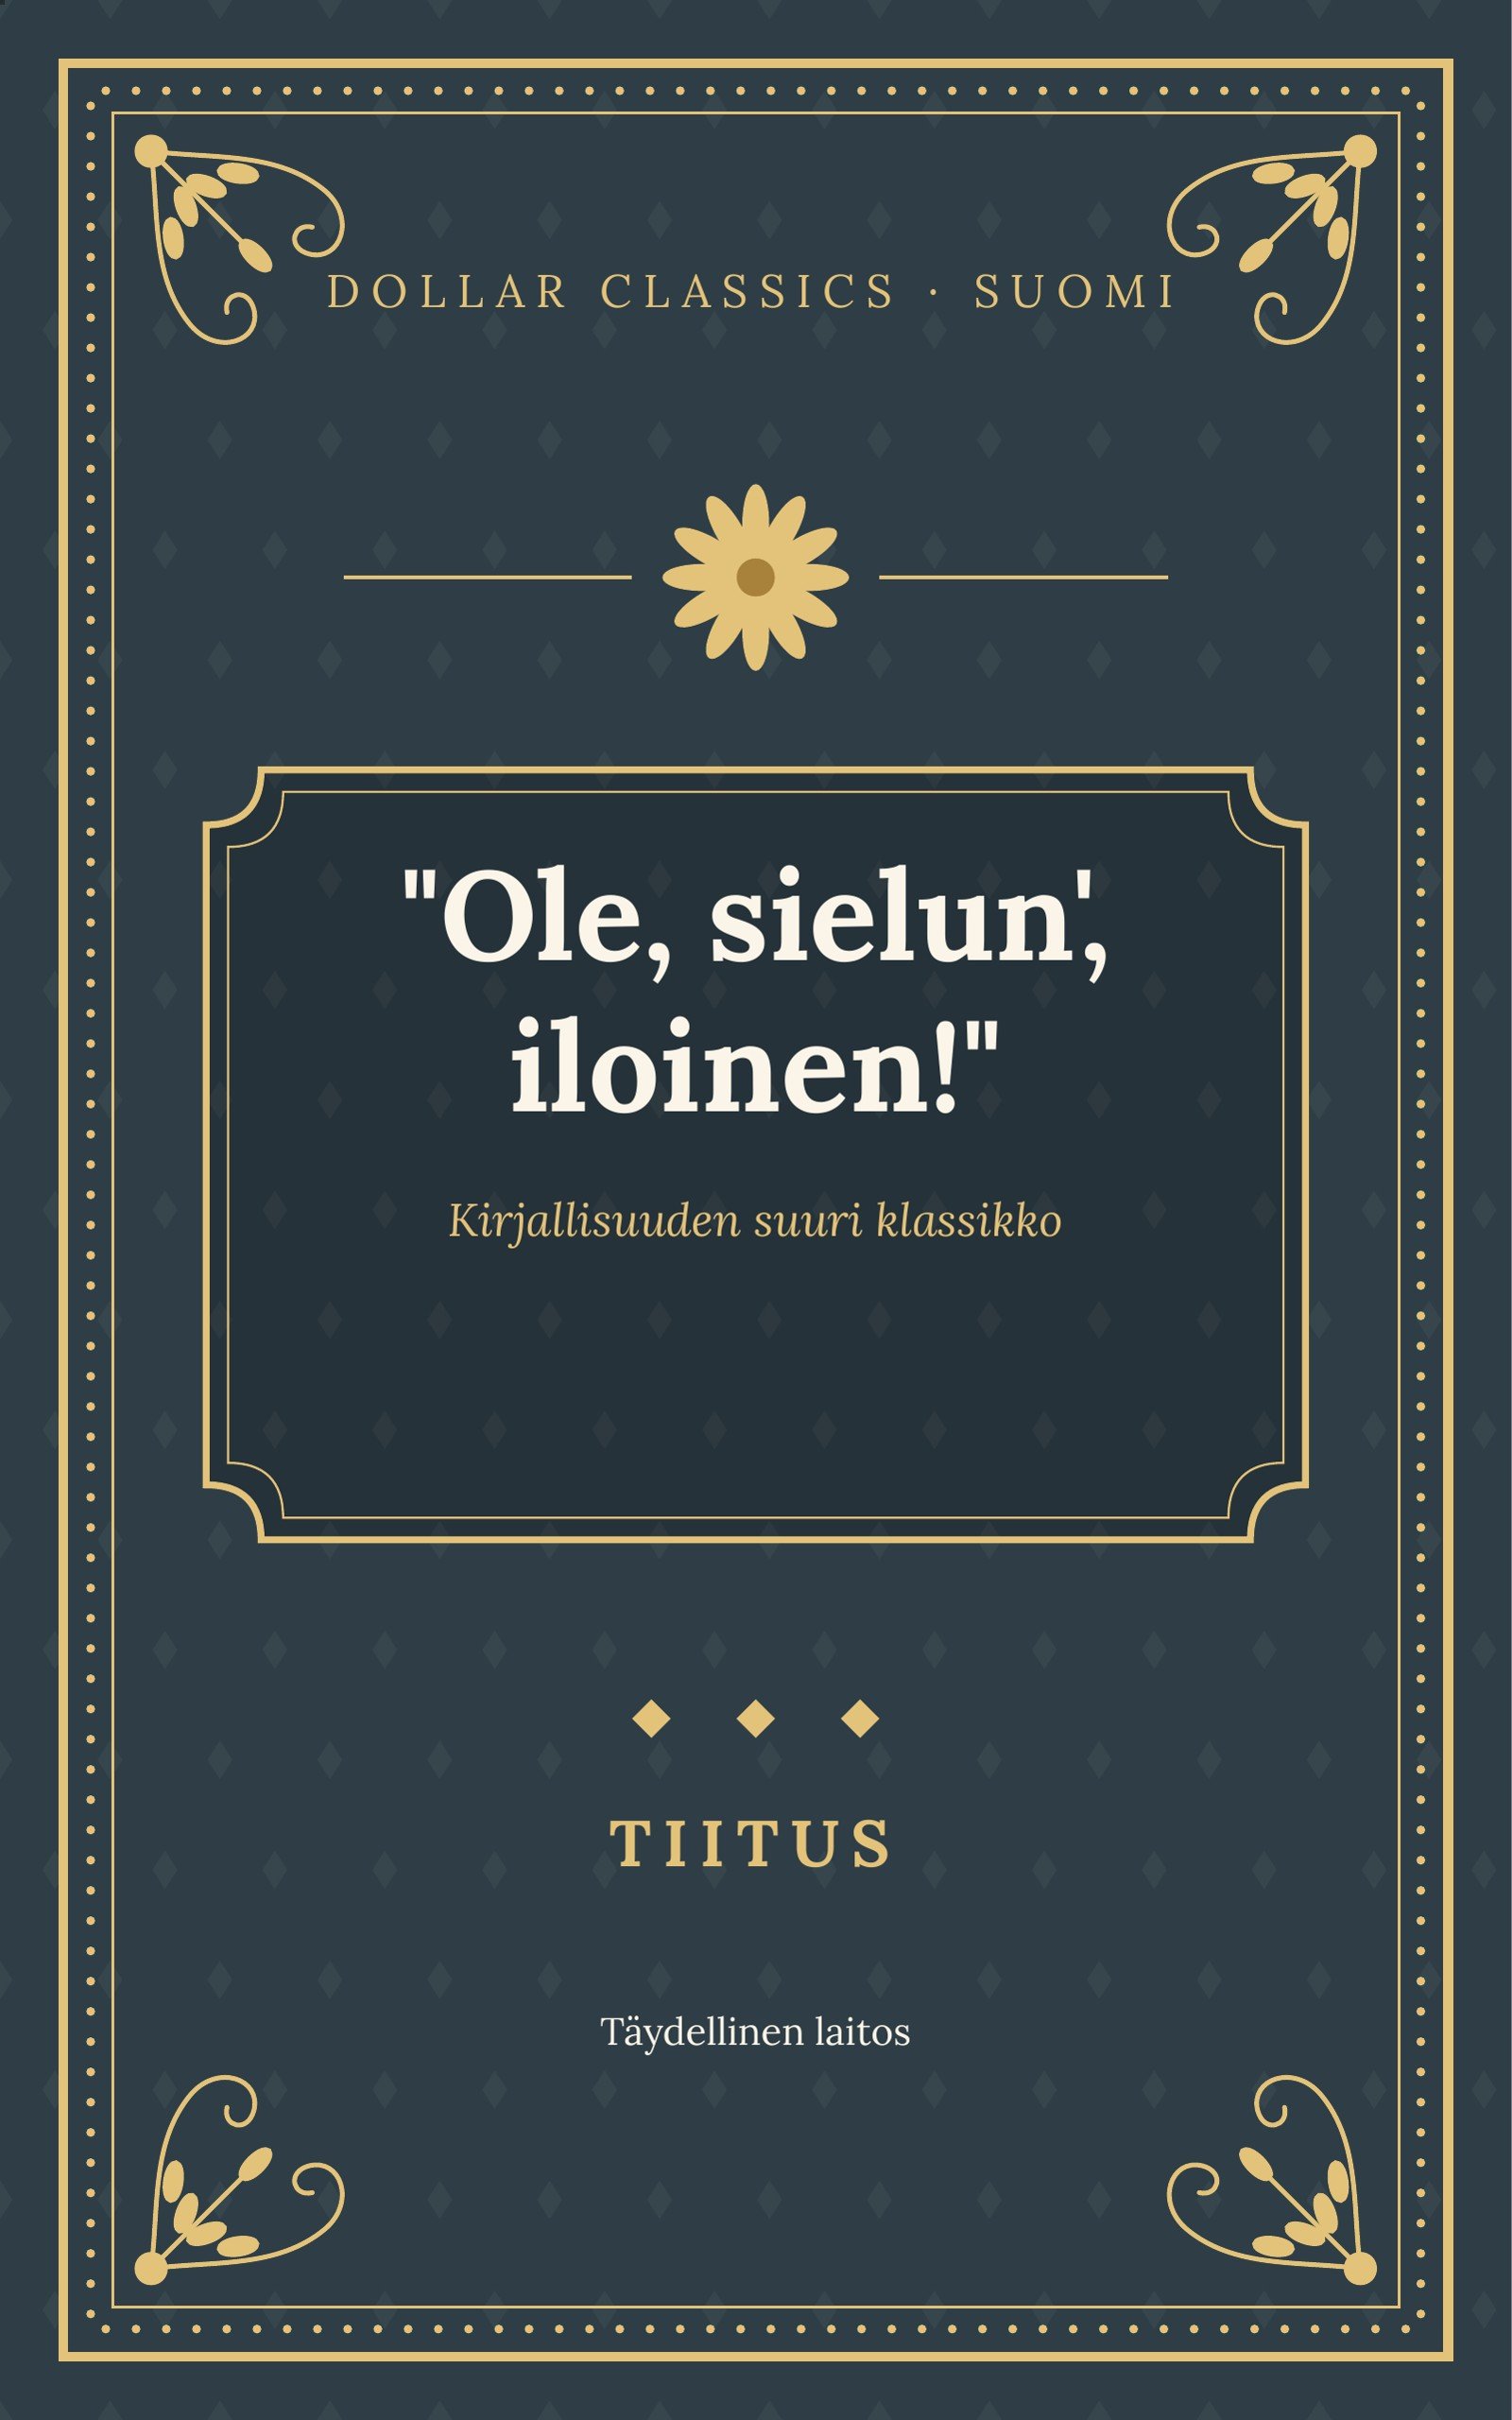 DOLLAR CLASSICS · SUOMI
"Ole, sielun',
iloinen!"
Kirjallisuuden suuri klassikko
TIITUS
Täydellinen laitos